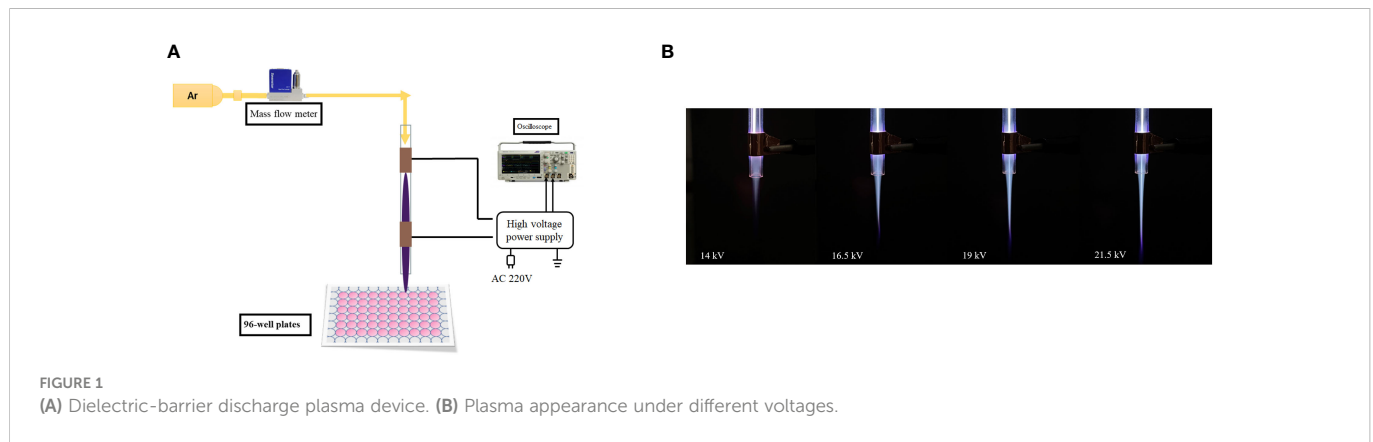 A
B
Ar
Mass flow meter
Oscilloscope
High voltage
power supply
AC 220V
96-well plates
14 kV
16.5 kV
19 kV
21.5 kV
FIGURE 1
(A) Dielectric-barrier discharge plasma device. (B) Plasma appearance under different voltages.